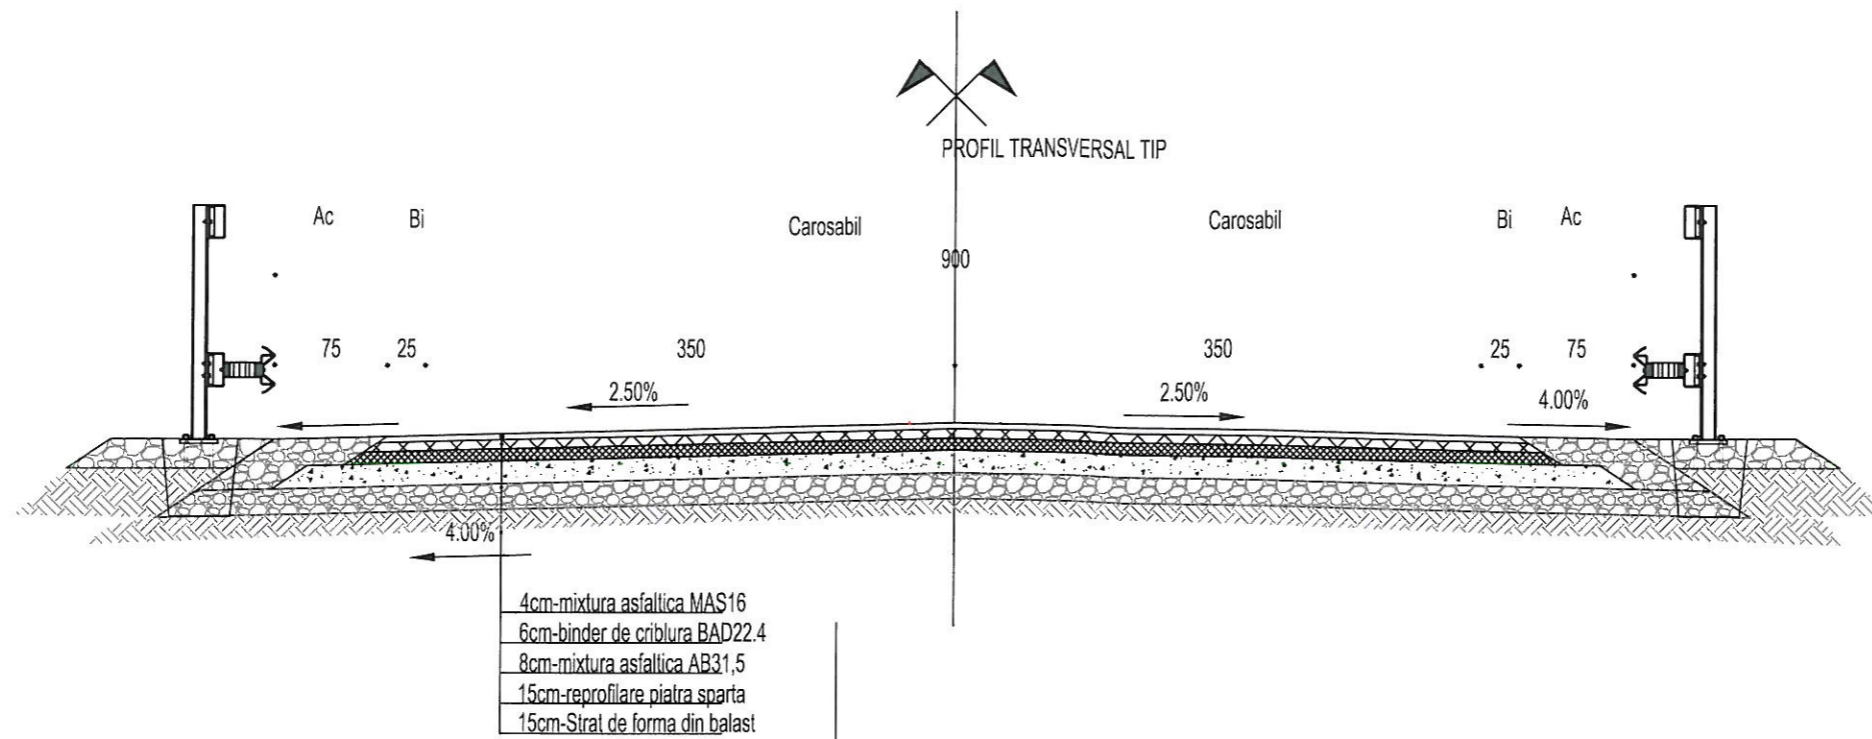 PROFIL TRANSVERSAL TIP
Ac Bi Carosabil Carosabil Bi Ac
900
75 25 350 350 25 75
2.50% 2.50% 4.00%
4.00%
4cm-mixtura asfaltica MAS16
6cm-binder de criblura BAD22.4
8cm-mixtura asfaltica AB31,5
15cm-reprofilare piatra sparta
15cm-Strat de forma din balast